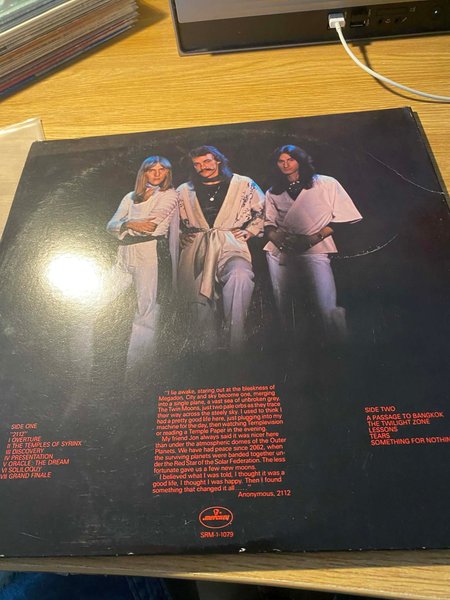 "I lie awake, staring out at the bleakness of
Megadon. City and sky become one, merging
into a single plane, a vast sea of unbroken grey.
The Twin Moons, just two pale orbs as they trace
their way across the steely sky. I used to think I
had a pretty good life here, just plugging into my
machine for the day, then watching Templevision
or reading a Temple Paper in the evening.
My friend Jon always said it was nicer here
than under the atmospheric domes of the Outer
Planets. We have had peace since 2062, when
the surviving planets were banded together un-
der the Red Star of the Solar Federation. The less
fortunate gave us a few new moons.
I believed what I was told, I thought it was a
good life, I thought I was happy. Then I found
something that changed it all . . ."
Anonymous, 2112
SIDE ONE
"2112"
I OVERTURE
II THE TEMPLES OF SYRINX
III DISCOVERY
IV PRESENTATION
V ORACLE: THE DREAM
VI SOLILOQUY
VII GRAND FINALE
SIDE TWO
A PASSAGE TO BANGKOK
THE TWILIGHT ZONE
LESSONS
TEARS
SOMETHING FOR NOTHIN
mercury
SRM-1-1079